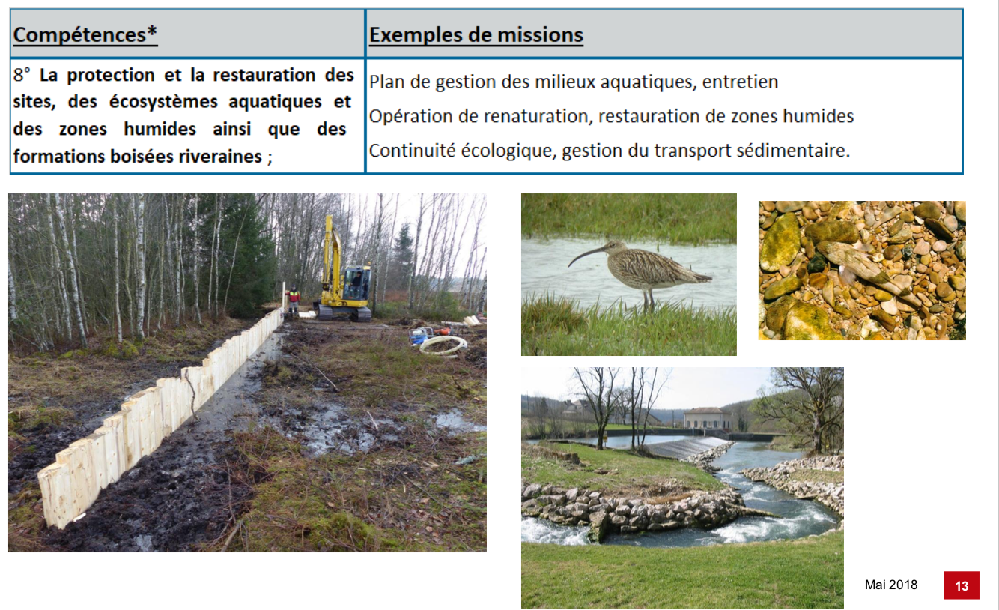 Compétences*
Exemples de missions
8° La protection et la restauration des
sites, des écosystèmes aquatiques et
des zones humides ainsi que des
formations boisées riveraines ;
Plan de gestion des milieux aquatiques, entretien
Opération de renaturation, restauration de zones humides
Continuité écologique, gestion du transport sédimentaire.
Mai 2018
13